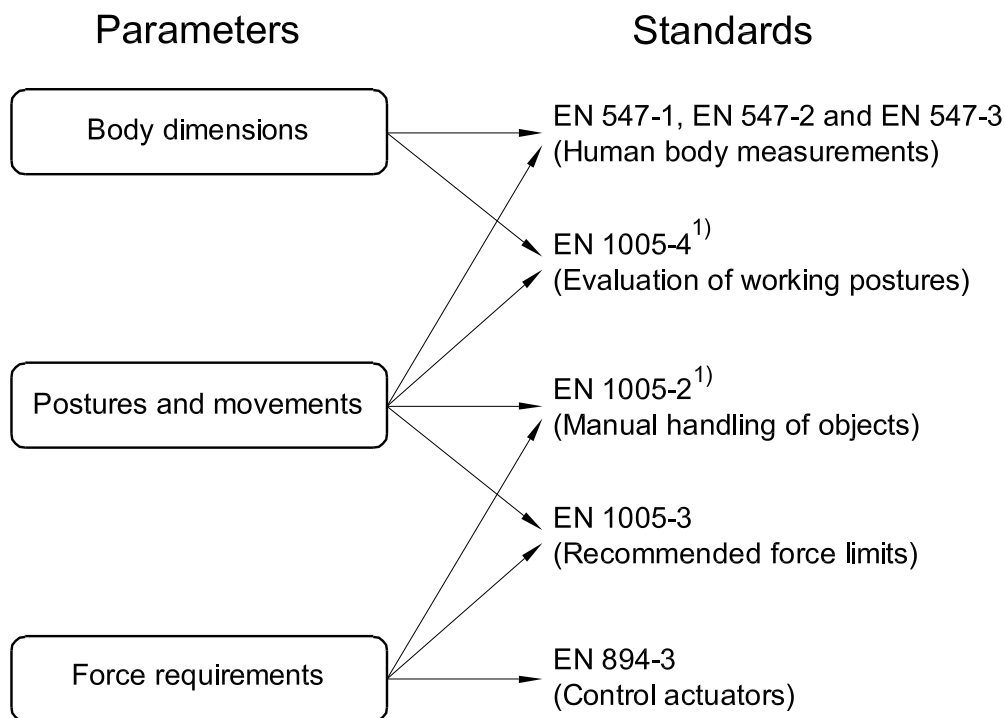 Parameters
Standards
Body dimensions
EN 547-1, EN 547-2 and EN 547-3
(Human body measurements)
EN 1005-4¹⁾
(Evaluation of working postures)
Postures and movements
EN 1005-2¹⁾
(Manual handling of objects)
EN 1005-3
(Recommended force limits)
Force requirements
EN 894-3
(Control actuators)